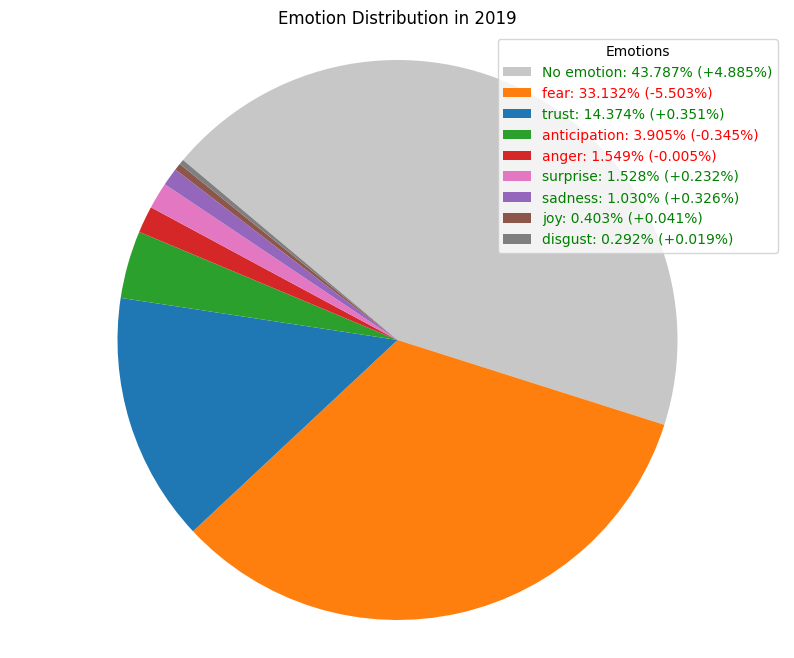 Emotion Distribution in 2019
Emotions
No emotion: 43.787% (+4.885%)
fear: 33.132% (-5.503%)
trust: 14.374% (+0.351%)
anticipation: 3.905% (-0.345%)
anger: 1.549% (-0.005%)
surprise: 1.528% (+0.232%)
sadness: 1.030% (+0.326%)
joy: 0.403% (+0.041%)
disgust: 0.292% (+0.019%)